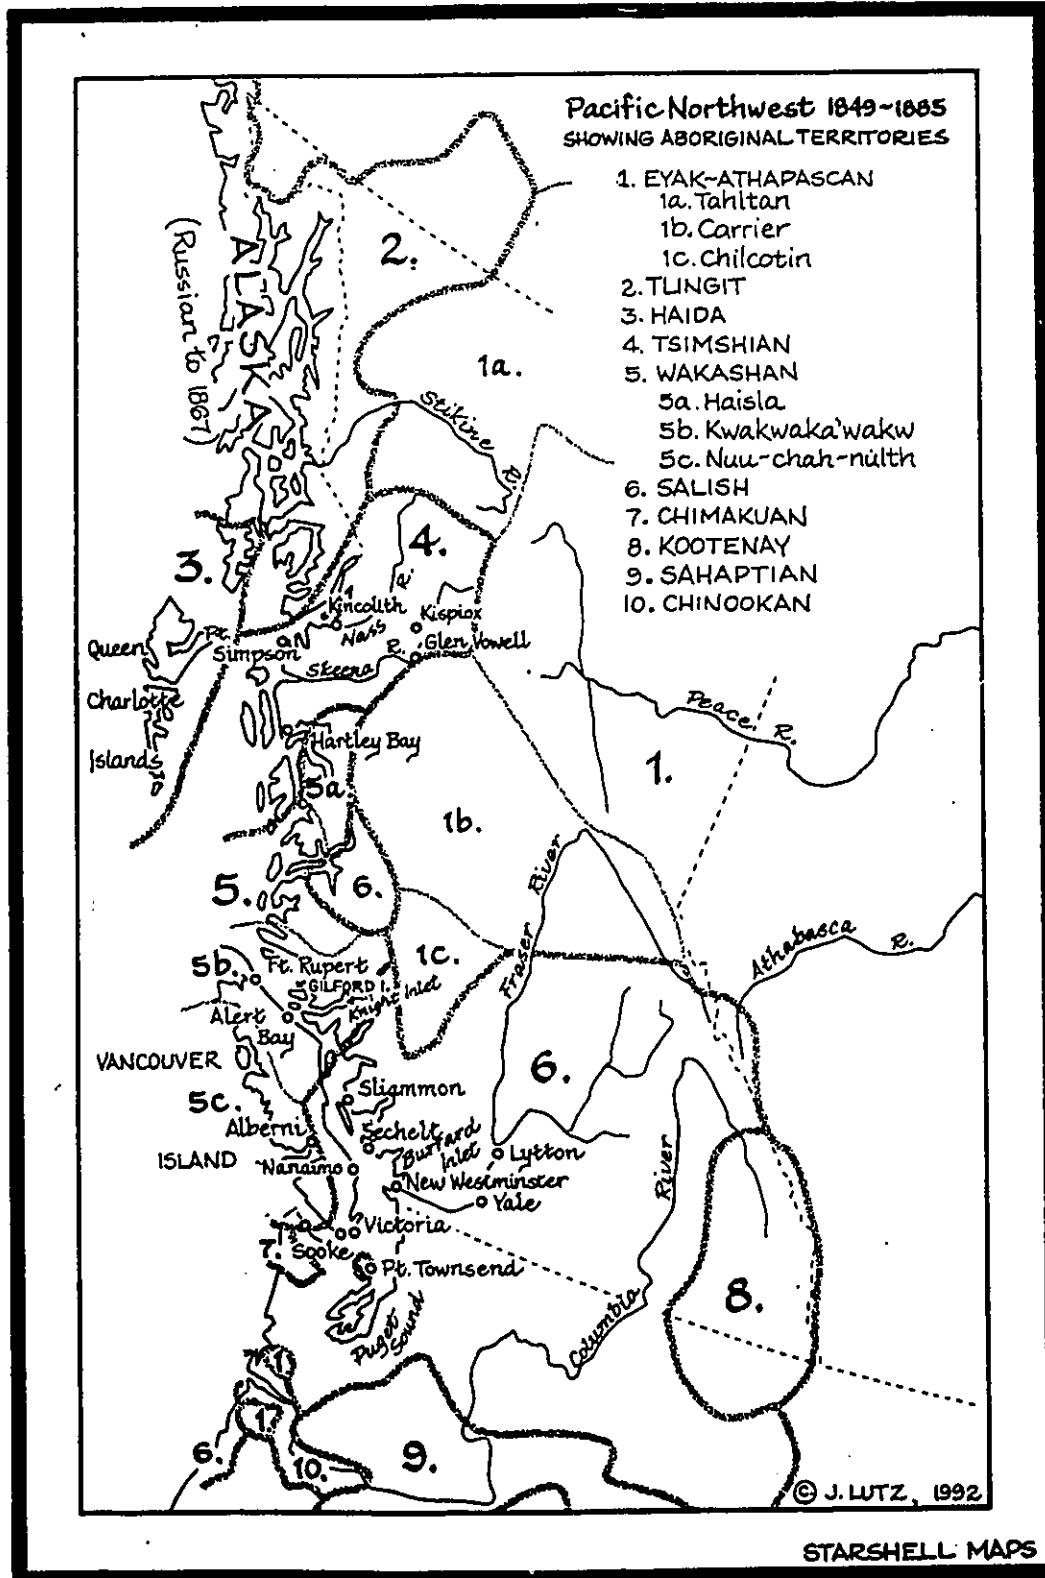 Pacific Northwest 1849~1885
SHOWING ABORIGINAL TERRITORIES
1. EYAK~ATHAPASCAN
1a. Tahltan
1b. Carrier
1c. Chilcotin
2. TLINGIT
3. HAIDA
4. TSIMSHIAN
5. WAKASHAN
5a. Haisla
5b. Kwakwaka'wakw
5c. Nuu-chah-nulth
6. SALISH
7. CHIMAKUAN
8. KOOTENAY
9. SAHAPTIAN
10. CHINOOKAN
ALASKA
(Russian to 1867)
2.
1a.
Stikine
R.
3.
4.
R.
Kincolith
Nass
Kispiox
Glen Vowell
Pt.
Simpson
Skeena
R.
Queen
Charlotte
Islands
Hartley Bay
5a
Peace R.
1.
1b.
5.
6.
Fraser River
1c.
Athabasca R.
5b.
Ft. Rupert
GILFORD I.
Knight Inlet
Alert
Bay
VANCOUVER
ISLAND
5c.
Sliammon
6.
Alberni
Sechelt
Burrard
Inlet
Lytton
Nanaimo
New Westminster
Yale
River
Columbia
Victoria
7.
Sooke
Pt. Townsend
Puget
Sound
8.
1
1.
6.
10.
9.
© J. LUTZ, 1992
STARSHELL MAPS